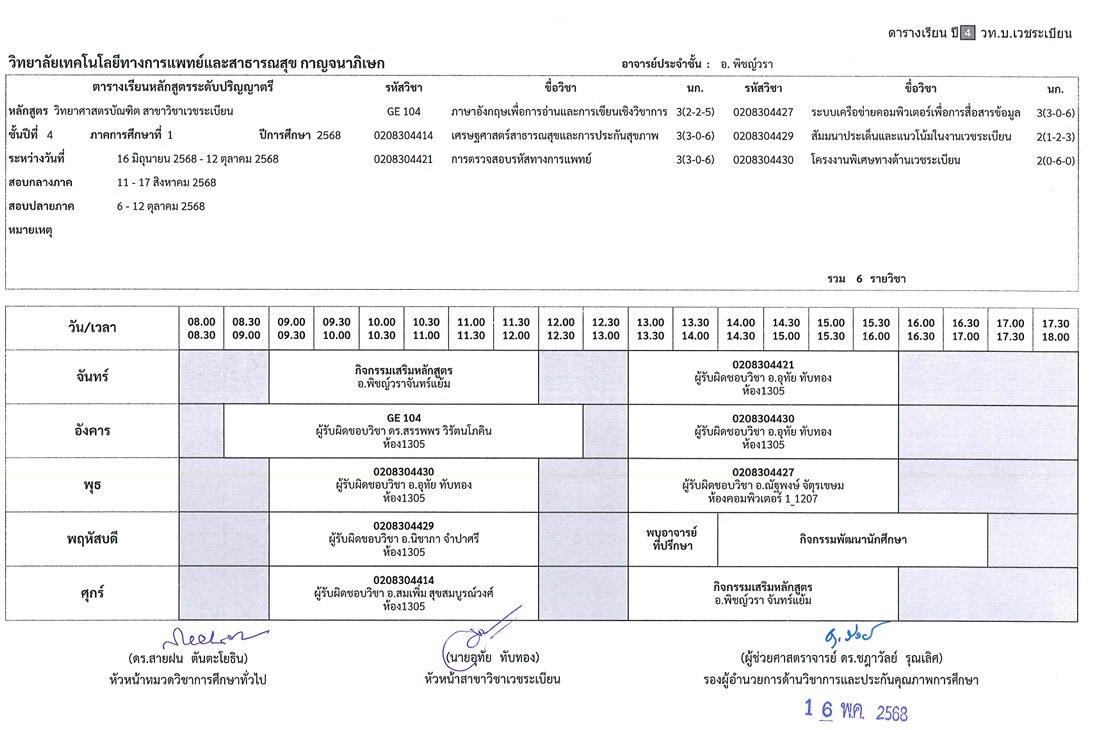 ตารางเรียน ปี 4 วท.บ.เวชระเบียน
วิทยาลัยเทคโนโลยีทางการแพทย์และสาธารณสุข กาญจนาภิเษก อาจารย์ประจำชั้น : อ. พิชญ์วรา
ตารางเรียนหลักสูตรระดับปริญญาตรี รหัสวิชา ชื่อวิชา นก. รหัสวิชา ชื่อวิชา นก.
หลักสูตร วิทยาศาสตรบัณฑิต สาขาวิชาเวชระเบียน GE 104 ภาษาอังกฤษเพื่อการอ่านและการเขียนเชิงวิชาการ 3(2-2-5) 0208304427 ระบบเครือข่ายคอมพิวเตอร์เพื่อการสื่อสารข้อมูล 3(3-0-6)
ชั้นปีที่ 4 ภาคการศึกษาที่ 1 ปีการศึกษา 2568 0208304414 เศรษฐศาสตร์สาธารณสุขและการประกันสุขภาพ 3(3-0-6) 0208304429 สัมมนาประเด็นและแนวโน้มในงานเวชระเบียน 2(1-2-3)
ระหว่างวันที่ 16 มิถุนายน 2568 - 12 ตุลาคม 2568 0208304421 การตรวจสอบรหัสทางการแพทย์ 3(3-0-6) 0208304430 โครงงานพิเศษทางด้านเวชระเบียน 2(0-6-0)
สอบกลางภาค 11 - 17 สิงหาคม 2568
สอบปลายภาค 6 - 12 ตุลาคม 2568
หมายเหตุ
รวม 6 รายวิชา
วัน/เวลา 08.00 08.30 09.00 09.30 10.00 10.30 11.00 11.30 12.00 12.30 13.00 13.30 14.00 14.30 15.00 15.30 16.00 16.30 17.00 17.30
08.30 09.00 09.30 10.00 10.30 11.00 11.30 12.00 12.30 13.00 13.30 14.00 14.30 15.00 15.30 16.00 16.30 17.00 17.30 18.00
จันทร์
กิจกรรมเสริมหลักสูตร
อ.พิชญ์วราจันทร์แย้ม
0208304421
ผู้รับผิดชอบวิชา อ.อุทัย ทับทอง
ห้อง1305
อังคาร
GE 104
ผู้รับผิดชอบวิชา ดร.สรรพพร วิรัตนโภคิน
ห้อง1305
0208304430
ผู้รับผิดชอบวิชา อ.อุทัย ทับทอง
ห้อง1305
พุธ
0208304430
ผู้รับผิดชอบวิชา อ.อุทัย ทับทอง
ห้อง1305
0208304427
ผู้รับผิดชอบวิชา อ.ณัฐพงษ์ จัตุรเขษม
ห้องคอมพิวเตอร์ 1_1207
พฤหัสบดี
0208304429
ผู้รับผิดชอบวิชา อ.นิชาภา จำปาศรี
ห้อง1305
พบอาจารย์
ที่ปรึกษา
กิจกรรมพัฒนานักศึกษา
ศุกร์
0208304414
ผู้รับผิดชอบวิชา อ.สมเพิ่ม สุขสมบูรณ์วงศ์
ห้อง1305
กิจกรรมเสริมหลักสูตร
อ.พิชญ์วรา จันทร์แย้ม
(ดร.สายฝน ตันตะโยธิน) (นายอุทัย ทับทอง) (ผู้ช่วยศาสตราจารย์ ดร.ชฎาวัลย์ รุณเลิศ)
หัวหน้าหมวดวิชาการศึกษาทั่วไป หัวหน้าสาขาวิชาเวชระเบียน รองผู้อำนวยการด้านวิชาการและประกันคุณภาพการศึกษา
1 6 พ.ค. 2568